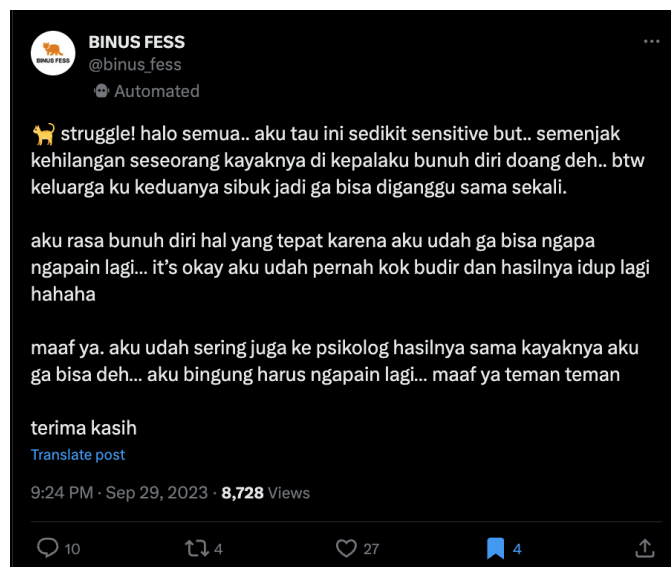 BINUS FESS
@binus_fess
Automated
struggle! halo semua.. aku tau ini sedikit sensitive but.. semenjak
kehilangan seseorang kayaknya di kepalaku bunuh diri doang deh.. btw
keluarga ku keduanya sibuk jadi ga bisa diganggu sama sekali.
aku rasa bunuh diri hal yang tepat karena aku udah ga bisa ngapa
ngapain lagi... it's okay aku udah pernah kok budir dan hasilnya idup lagi
hahaha
maaf ya. aku udah sering juga ke psikolog hasilnya sama kayaknya aku
ga bisa deh... aku bingung harus ngapain lagi... maaf ya teman teman
terima kasih
Translate post
9:24 PM · Sep 29, 2023 · 8,728 Views
10 4 27 4
BINUS FESS